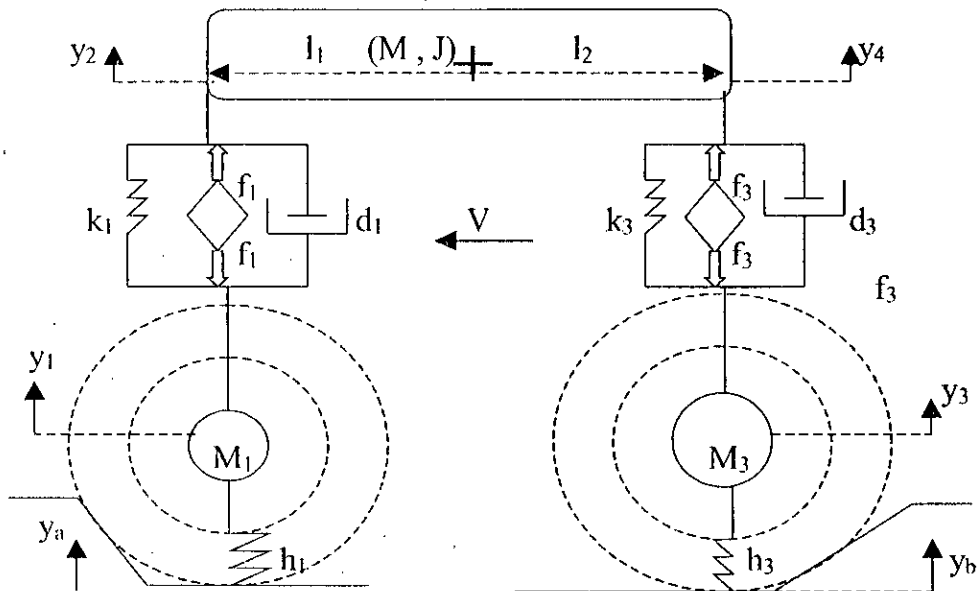 y₂ l₁ (M , J) l₂ y₄
f₁ f₃
k₁ d₁ V k₃ d₃
f₁ f₃
f₃
y₁ y₃
M₁ M₃
yₐ h₁ h₃ y_b